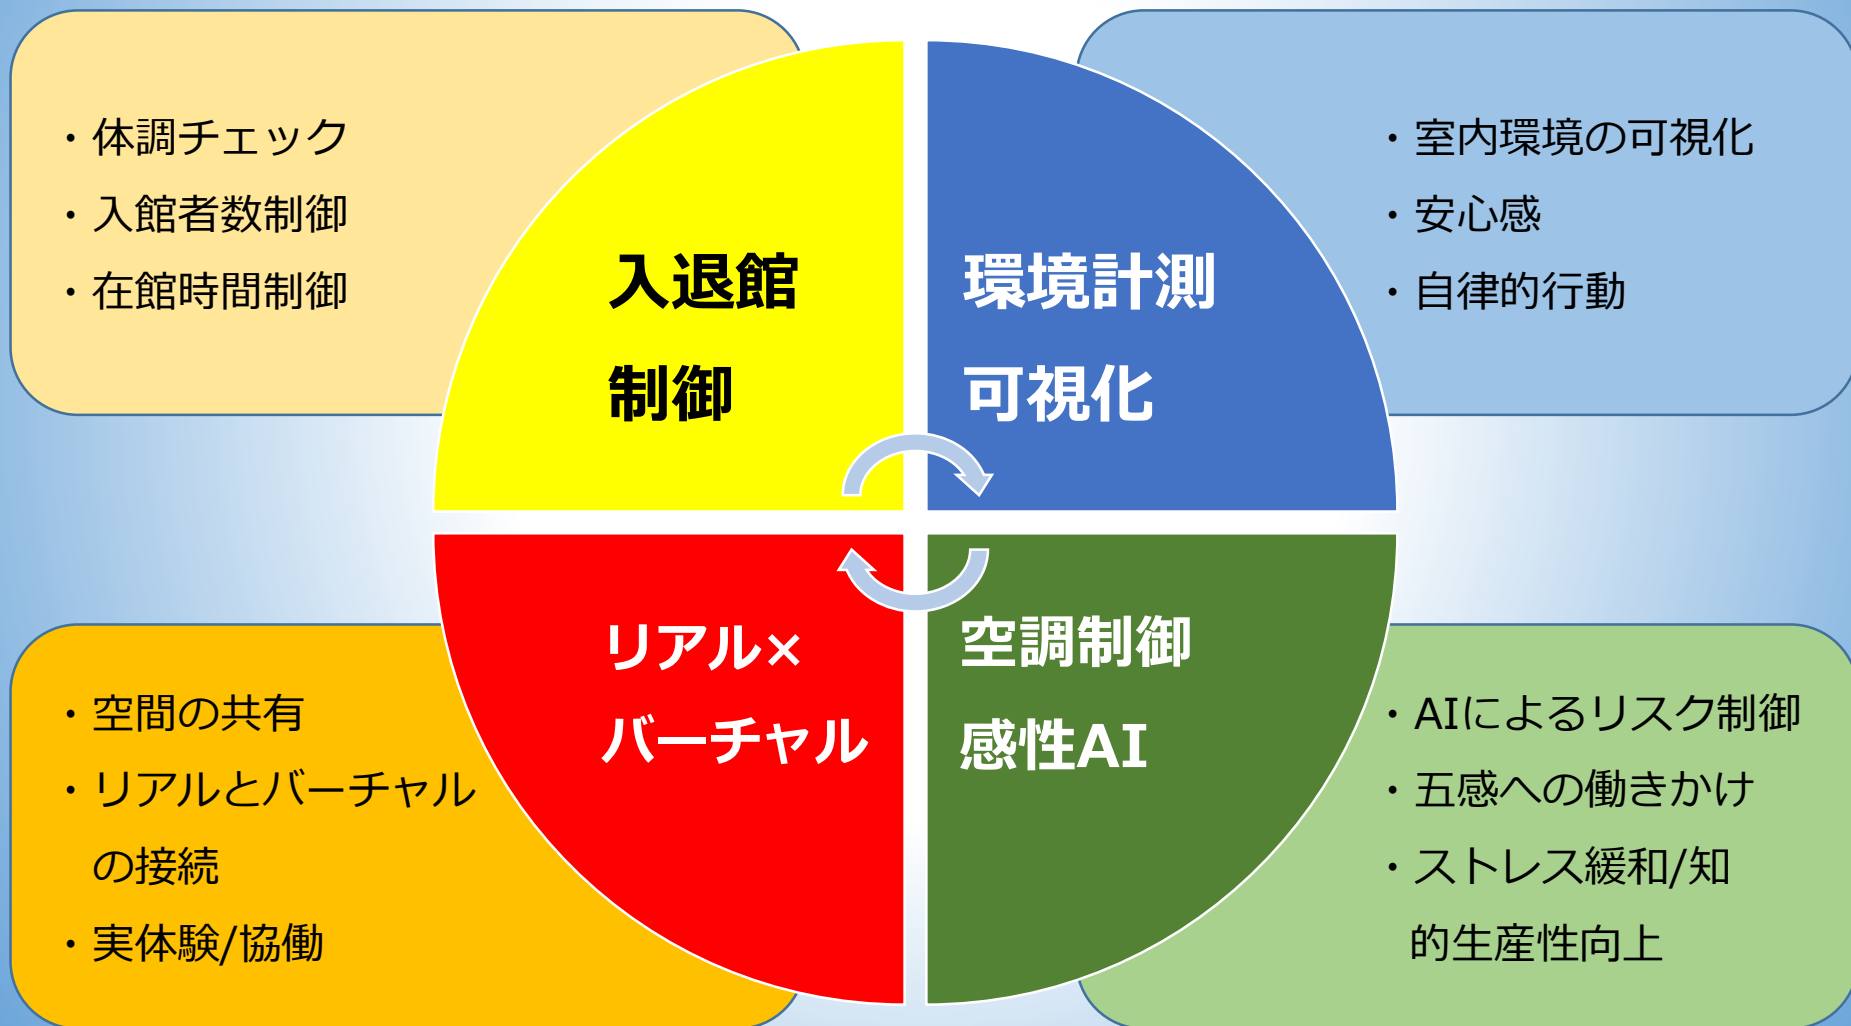 ・体調チェック
・入館者数制御
・在館時間制御
入退館
制御
環境計測
可視化
・室内環境の可視化
・安心感
・自律的行動
・空間の共有
・リアルとバーチャル
の接続
・実体験/協働
リアル×
バーチャル
空調制御
感性AI
・AIによるリスク制御
・五感への働きかけ
・ストレス緩和/知
的生産性向上